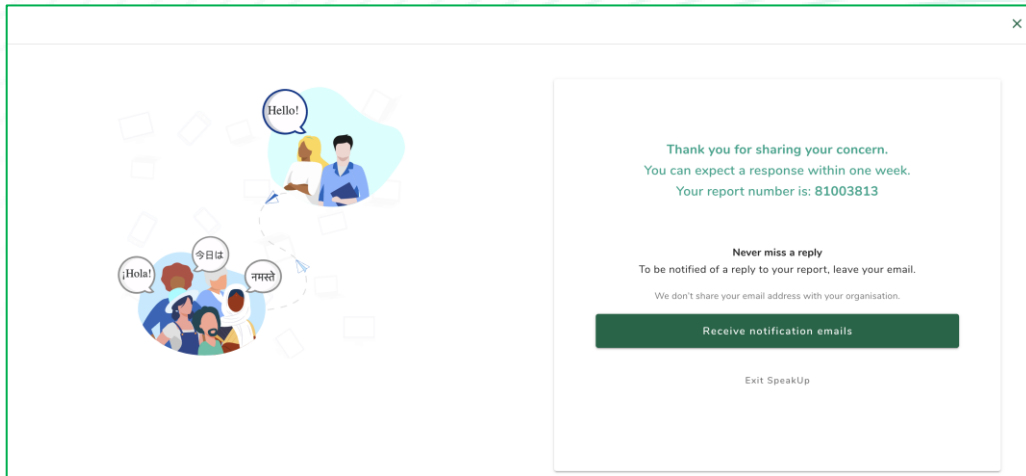 Hello!
今日は
¡Hola!
नमस्ते
Thank you for sharing your concern.
You can expect a response within one week.
Your report number is: 81003813
Never miss a reply
To be notified of a reply to your report, leave your email.
We don't share your email address with your organisation.
Receive notification emails
Exit SpeakUp